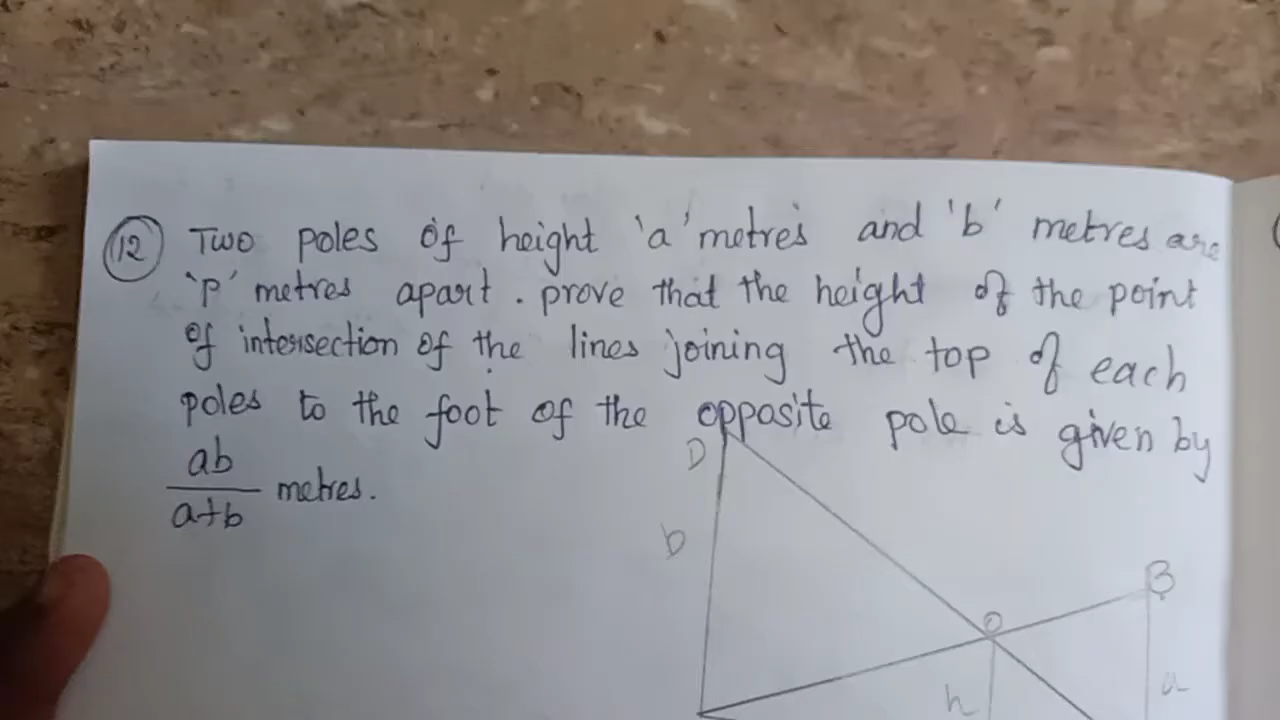 12 Two poles of height 'a' metres and 'b' metres are
'p' metres apart. prove that the height of the point
of intersection of the lines joining the top of each
poles to the foot of the opposite pole is given by
ab
a+b
metres.
D
b
B
O
h
a